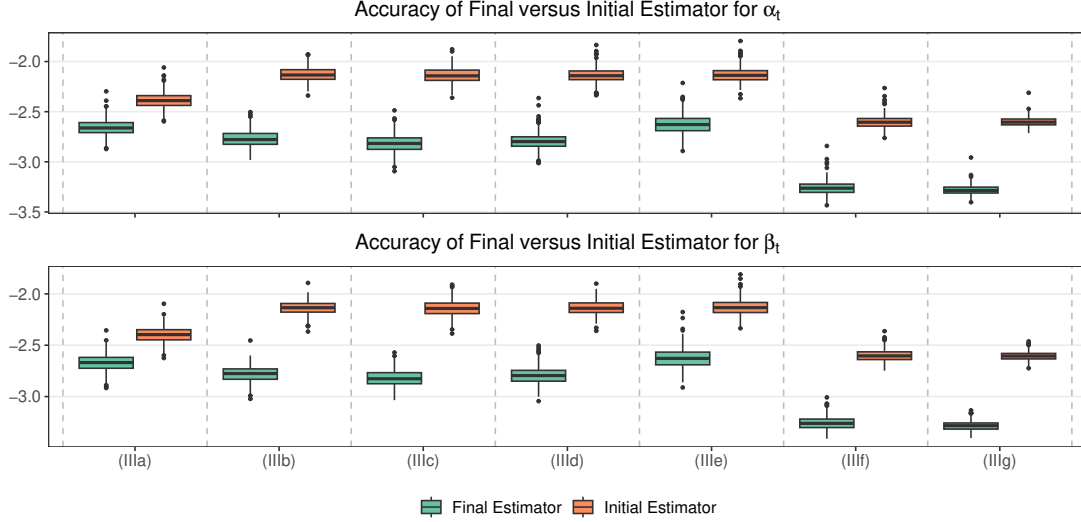 Accuracy of Final versus Initial Estimator for αt
−2.0
−2.5
−3.0
−3.5
Accuracy of Final versus Initial Estimator for βt
−2.0
−2.5
−3.0
(IIIa) (IIIb) (IIIc) (IIId) (IIIe) (IIIf) (IIIg)
Final Estimator Initial Estimator